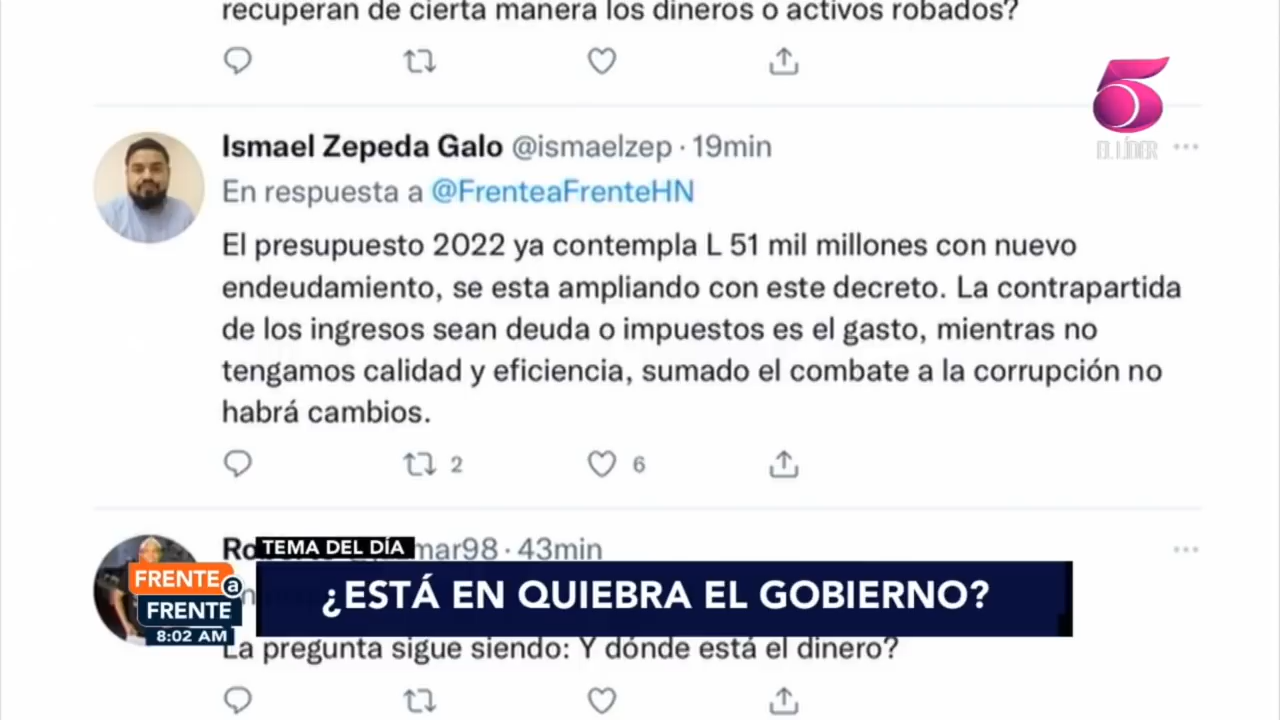 recuperan de cierta manera los dineros o activos robados?
5
EL LÍDER
Ismael Zepeda Galo @ismaelzep · 19min
En respuesta a @FrenteaFrenteHN
El presupuesto 2022 ya contempla L 51 mil millones con nuevo
endeudamiento, se esta ampliando con este decreto. La contrapartida
de los ingresos sean deuda o impuestos es el gasto, mientras no
tengamos calidad y eficiencia, sumado el combate a la corrupción no
habrá cambios.
2 6
mar98 · 43min
TEMA DEL DÍA
FRENTE a
FRENTE
8:02 AM
¿ESTÁ EN QUIEBRA EL GOBIERNO?
La pregunta sigue siendo: Y dónde está el dinero?